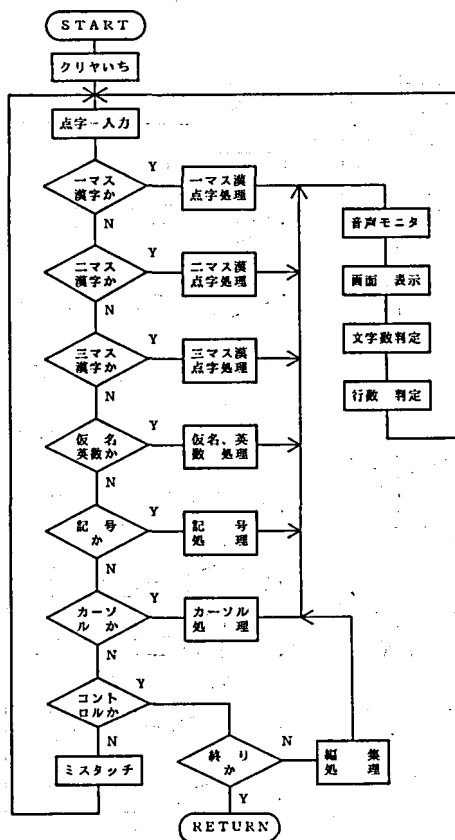 START
クリヤいち
点字ー入力
一マス
漢字か
Y
一マス漢
点字処理
N
音声モニタ
二マス
漢字か
Y
二マス漢
点字処理
画面 表示
N
文字数判定
三マス
漢字か
Y
三マス漢
点字処理
行数 判定
N
仮名
英数か
Y
仮名、英
数 処理
N
記号
か
Y
記号
処理
N
カーソ
ルか
Y
カーソル
処理
N
コント
ロルか
Y
N
ミスタッチ
終り
か
N
編集
処理
Y
RETURN